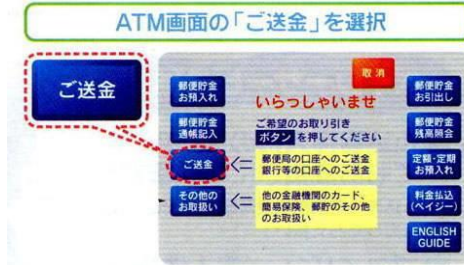 ATM画面の「ご送金」を選択
ご送金
取消
郵便貯金
お預入れ
いらっしゃいませ
郵便貯金
お引出し
郵便貯金
通帳記入
ご希望のお取り引き
ボタン を押してください
郵便貯金
残高照会
ご送金
郵便局の口座へのご送金
銀行等の口座へのご送金
定額・定期
お預入れ
その他の
お取扱い
他の金融機関のカード、
簡易保険、郵貯のその他
のお取扱い
料金払込
(ペイジー)
ENGLISH
GUIDE